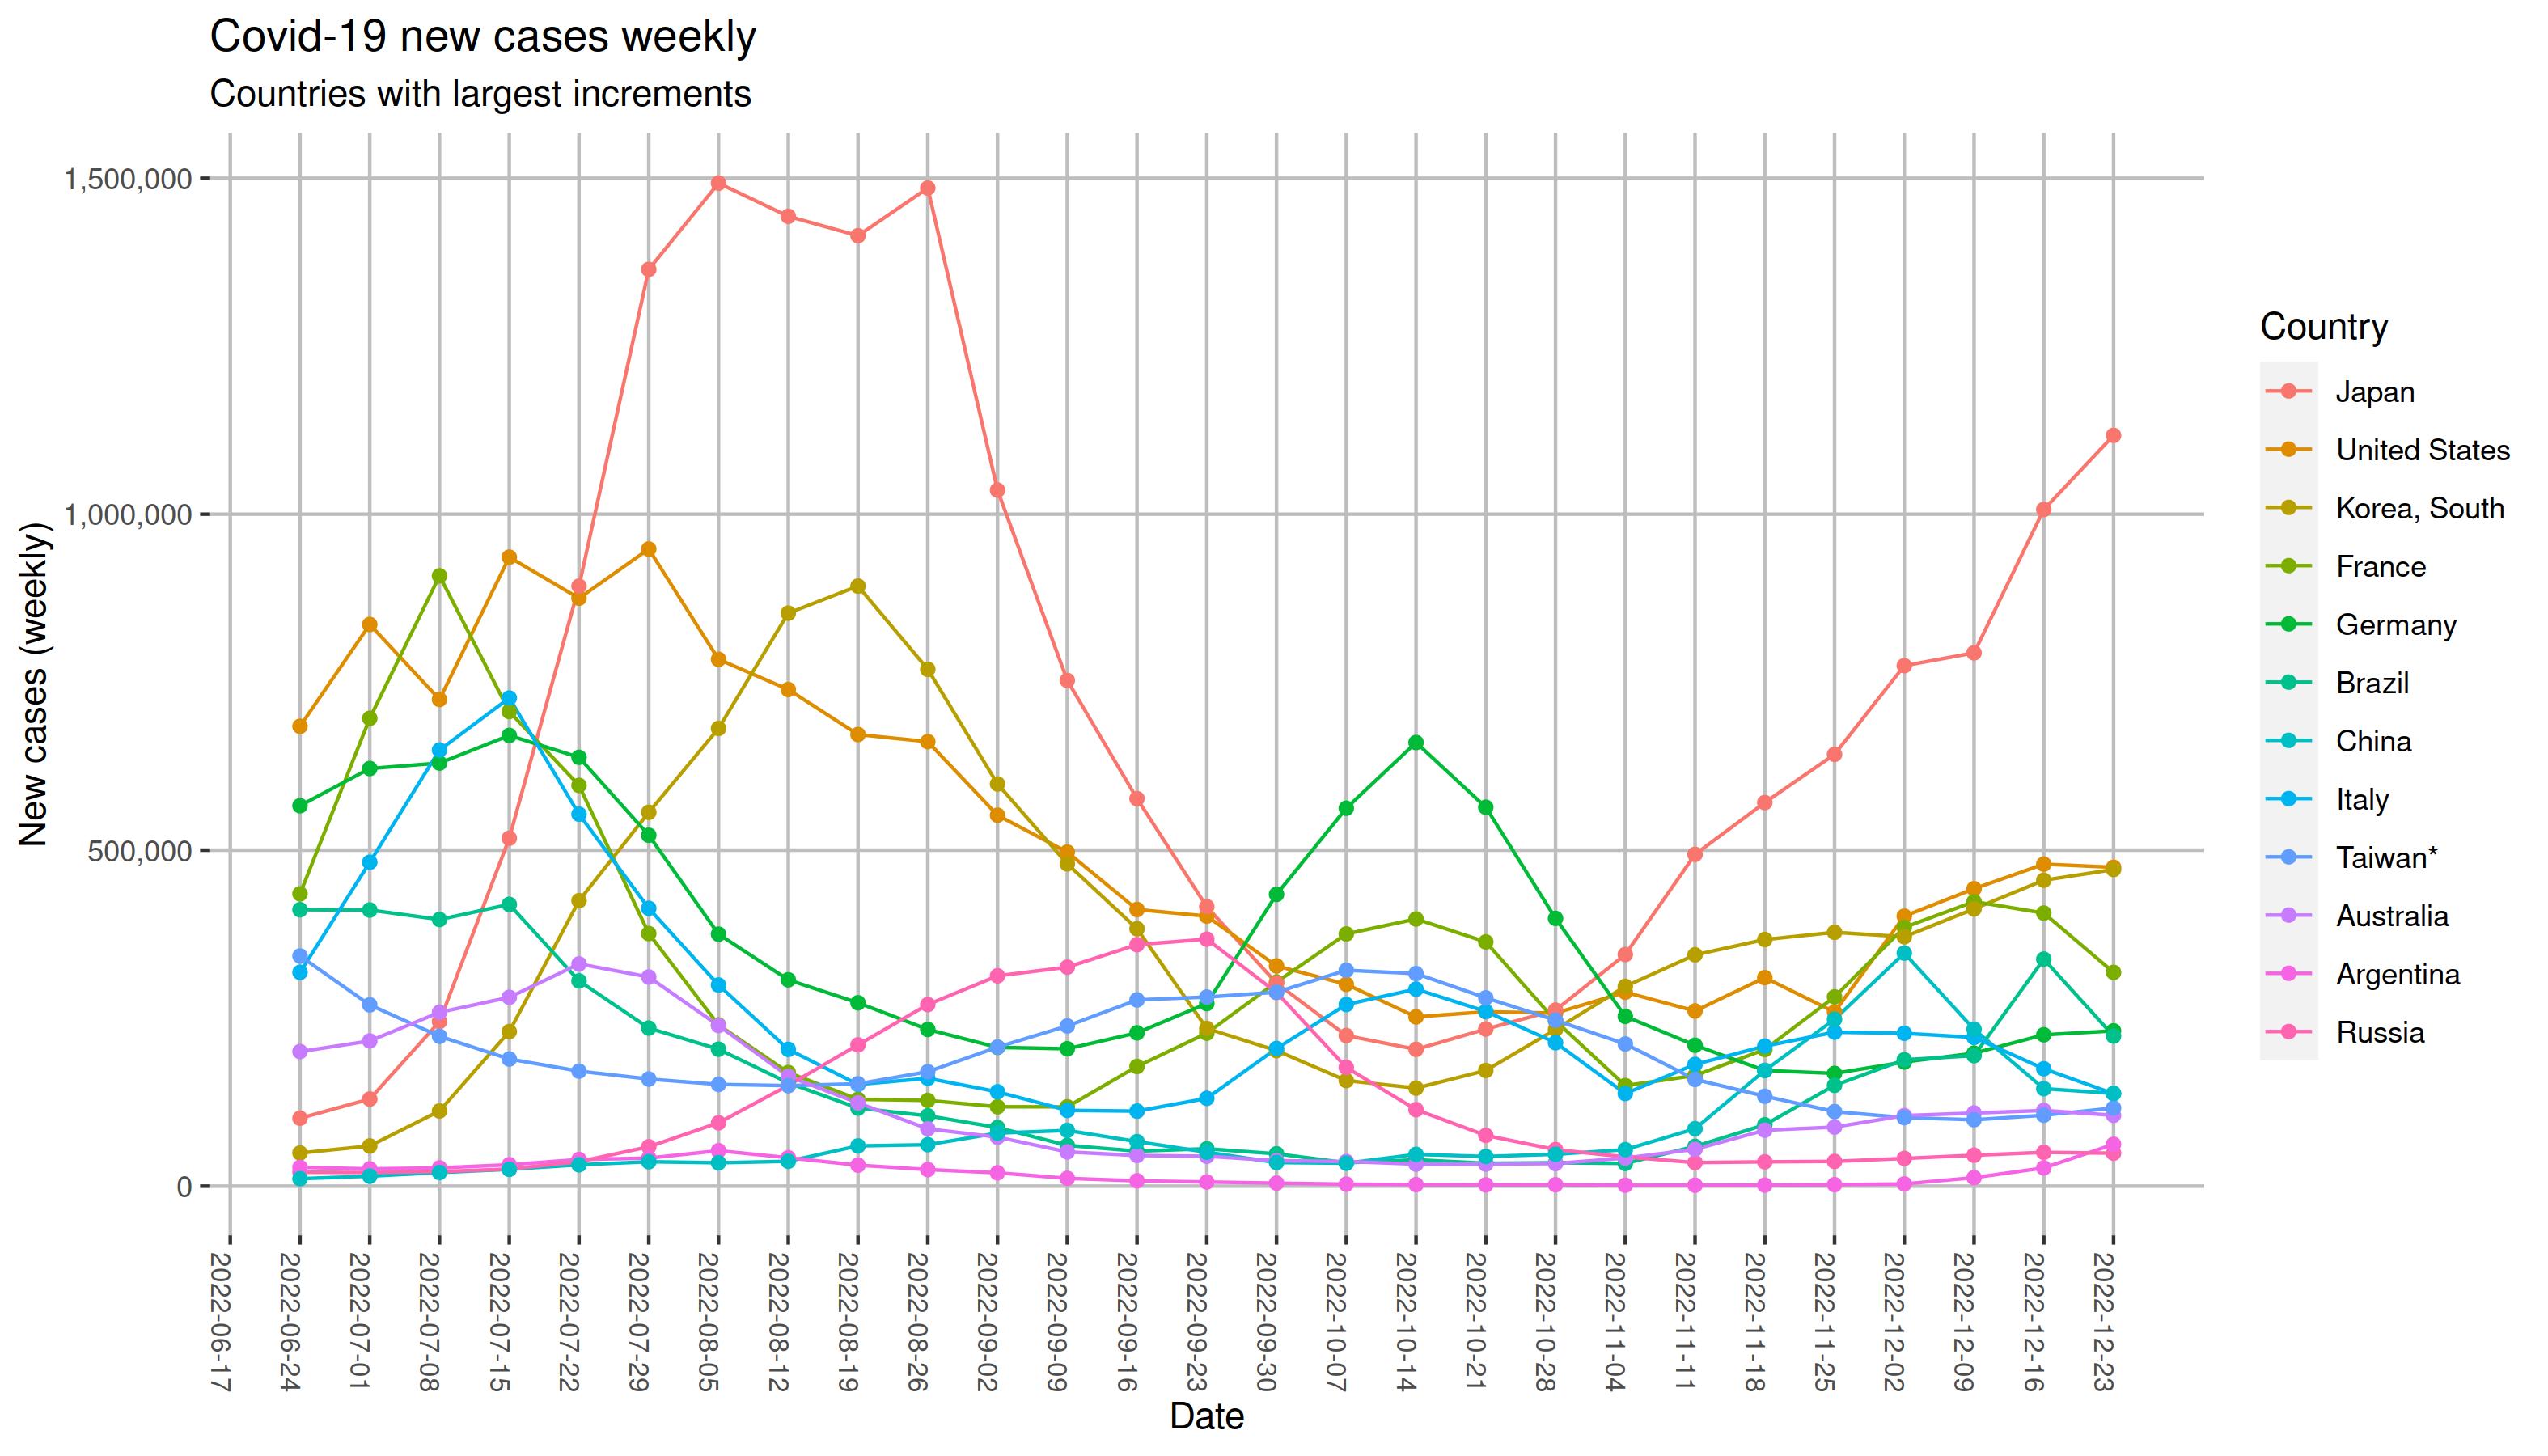 Covid-19 new cases weekly
Countries with largest increments
New cases (weekly)
1,500,000
1,000,000
500,000
0
2022-06-17
2022-06-24
2022-07-01
2022-07-08
2022-07-15
2022-07-22
2022-07-29
2022-08-05
2022-08-12
2022-08-19
2022-08-26
2022-09-02
2022-09-09
2022-09-16
2022-09-23
2022-09-30
2022-10-07
2022-10-14
2022-10-21
2022-10-28
2022-11-04
2022-11-11
2022-11-18
2022-11-25
2022-12-02
2022-12-09
2022-12-16
2022-12-23
Date
Country
Japan
United States
Korea, South
France
Germany
Brazil
China
Italy
Taiwan*
Australia
Argentina
Russia